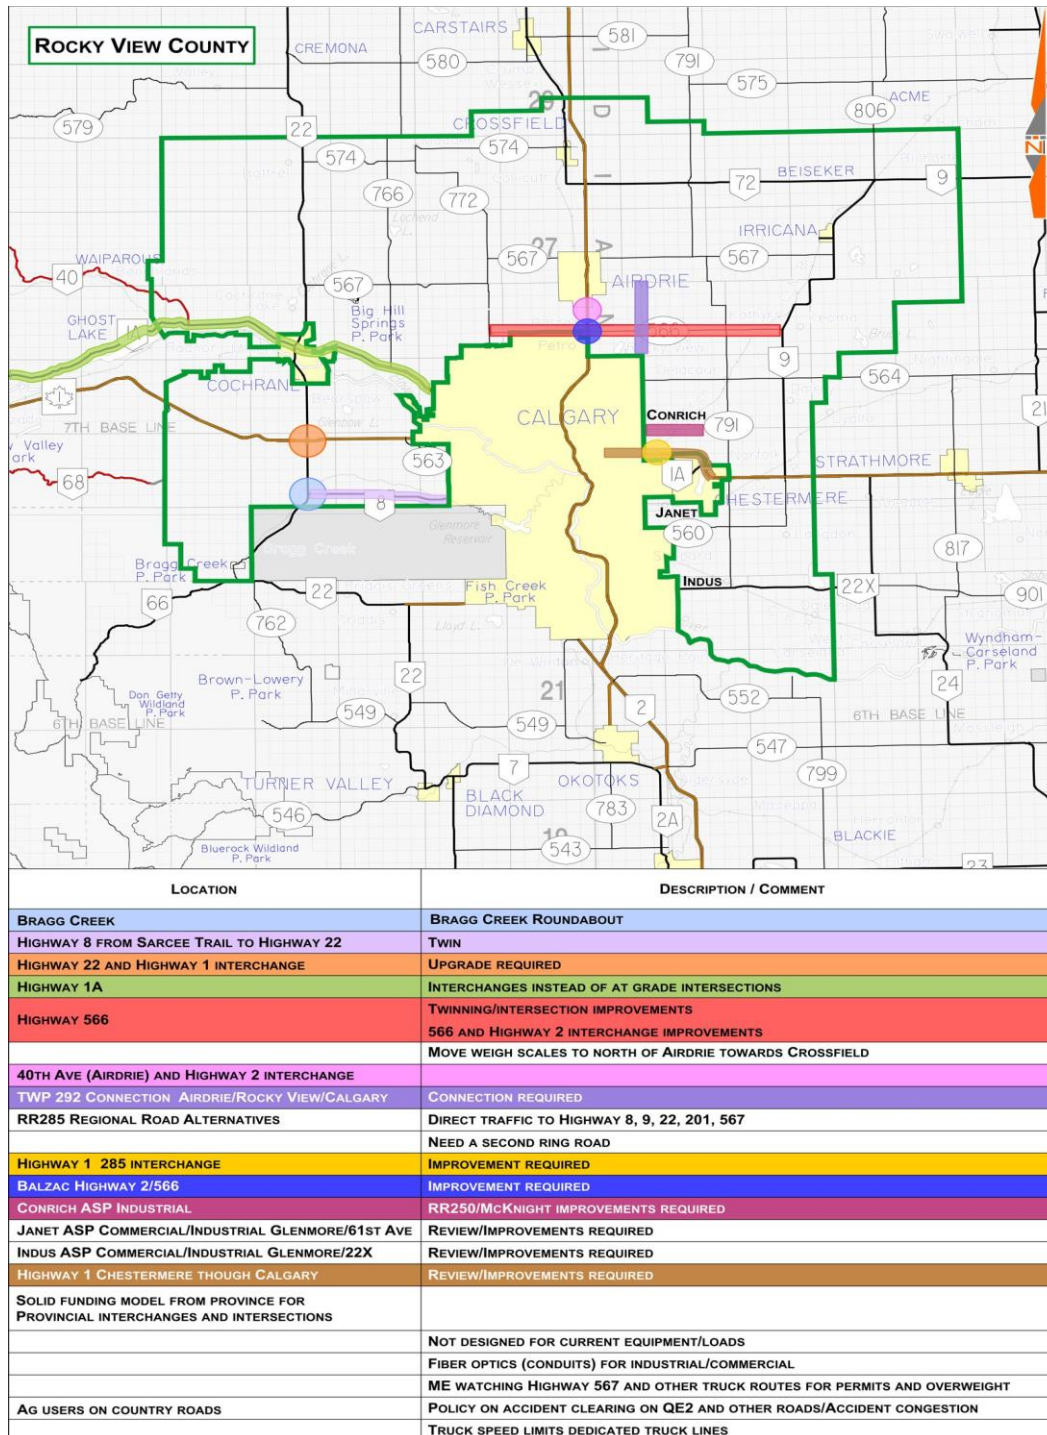 ROCKY VIEW COUNTY
CREMONA
CARSTAIRS
580
581
791
575
806
ACME
579
22
CROSSFIELD
574
574
766
772
72
BEISEKER
9
IRRICANA
WAIPAROUS
40
567
567
27
567
AIRDRIE
GHOST
LAKE
1A
Big Hill
Springs
P. Park
566
9
564
COCHRANE
1
7TH BASE LINE
CALGARY
CONRICH
791
21
Valley
ark
68
563
1A
STRATHMORE
CHESTERMERE
8
JANET
560
Glenmore
Reservoir
817
Bragg Creek
Bragg Creek
P. Park
INDUS
22
Fish Creek
P. Park
22X
901
66
762
Lloyd L.
Wyndham-
Carseland
P. Park
22
Brown-Lowery
P. Park
21
552
24
Don Getty
Wildland
P. Park
6TH BASE LINE
549
549
2
6TH BASE LINE
547
7
799
TURNER VALLEY
OKOTOKS
BLACK
DIAMOND
783
546
2A
BLACKIE
Bluerock Wildland
P. Park
543
23
LOCATION
DESCRIPTION / COMMENT
BRAGG CREEK
BRAGG CREEK ROUNDABOUT
HIGHWAY 8 FROM SARCEE TRAIL TO HIGHWAY 22
TWIN
HIGHWAY 22 AND HIGHWAY 1 INTERCHANGE
UPGRADE REQUIRED
HIGHWAY 1A
INTERCHANGES INSTEAD OF AT GRADE INTERSECTIONS
HIGHWAY 566
TWINNING/INTERSECTION IMPROVEMENTS
566 AND HIGHWAY 2 INTERCHANGE IMPROVEMENTS
MOVE WEIGH SCALES TO NORTH OF AIRDRIE TOWARDS CROSSFIELD
40TH AVE (AIRDRIE) AND HIGHWAY 2 INTERCHANGE
TWP 292 CONNECTION AIRDRIE/ROCKY VIEW/CALGARY
CONNECTION REQUIRED
RR285 REGIONAL ROAD ALTERNATIVES
DIRECT TRAFFIC TO HIGHWAY 8, 9, 22, 201, 567
NEED A SECOND RING ROAD
HIGHWAY 1 285 INTERCHANGE
IMPROVEMENT REQUIRED
BALZAC HIGHWAY 2/566
IMPROVEMENT REQUIRED
CONRICH ASP INDUSTRIAL
RR250/MCKNIGHT IMPROVEMENTS REQUIRED
JANET ASP COMMERCIAL/INDUSTRIAL GLENMORE/61ST AVE
REVIEW/IMPROVEMENTS REQUIRED
INDUS ASP COMMERCIAL/INDUSTRIAL GLENMORE/22X
REVIEW/IMPROVEMENTS REQUIRED
HIGHWAY 1 CHESTERMERE THOUGH CALGARY
REVIEW/IMPROVEMENTS REQUIRED
SOLID FUNDING MODEL FROM PROVINCE FOR
PROVINCIAL INTERCHANGES AND INTERSECTIONS
NOT DESIGNED FOR CURRENT EQUIPMENT/LOADS
FIBER OPTICS (CONDUITS) FOR INDUSTRIAL/COMMERCIAL
ME WATCHING HIGHWAY 567 AND OTHER TRUCK ROUTES FOR PERMITS AND OVERWEIGHT
AG USERS ON COUNTRY ROADS
POLICY ON ACCIDENT CLEARING ON QE2 AND OTHER ROADS/ACCIDENT CONGESTION
TRUCK SPEED LIMITS DEDICATED TRUCK LINES